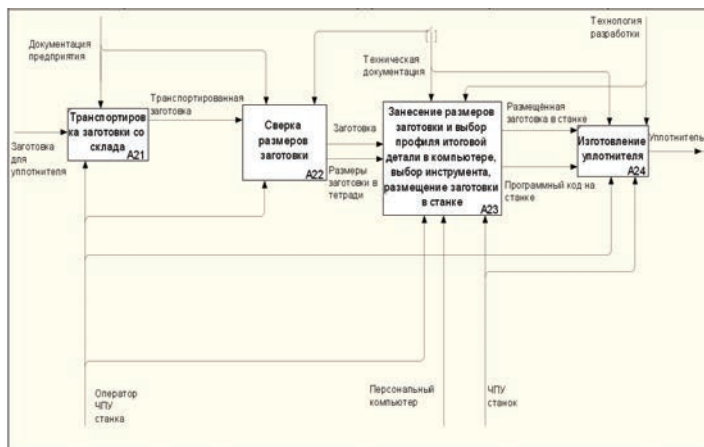 Документация
предприятия
Техническая
документация
Технология
разработки
Транспортиров
ка заготовки со
склада
A21
Транспортированная
заготовка
Заготовка
для
уплотнителя
Сверка
размеров
заготовки
A22
Заготовка
Размеры
заготовки в
тетради
Занесение размеров
заготовки и выбор
профиля итоговой
детали в компьютере,
выбор инструмента,
размещение заготовки
в станке
A23
Размещённая
заготовка в станке
Программный код на
станке
Изготовление
уплотнителя
A24
Уплотнитель
Оператор
ЧПУ
станка
Персональный
компьютер
ЧПУ
станок